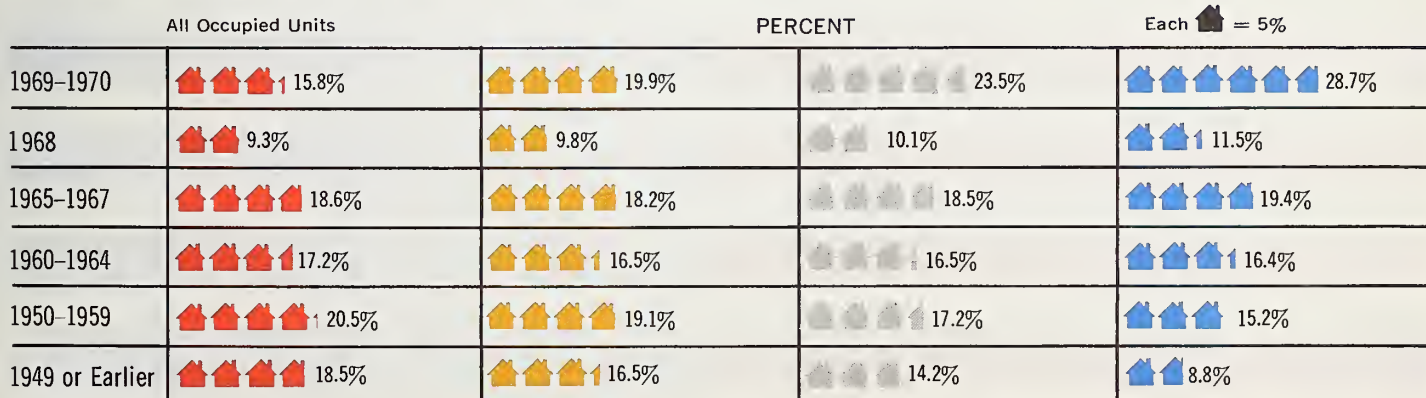 All Occupied Units PERCENT Each = 5%
1969–1970 15.8% 19.9% 23.5% 28.7%
1968 9.3% 9.8% 10.1% 11.5%
1965–1967 18.6% 18.2% 18.5% 19.4%
1960–1964 17.2% 16.5% 16.5% 16.4%
1950–1959 20.5% 19.1% 17.2% 15.2%
1949 or Earlier 18.5% 16.5% 14.2% 8.8%